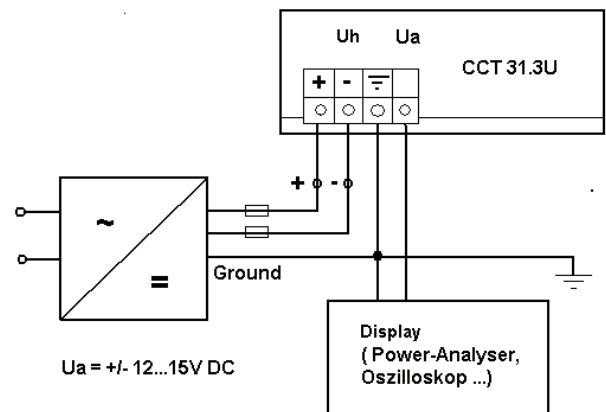 Uh Ua
CCT 31.3U
+ -
+ -
~
=
Ground
Display
( Power-Analyser,
Oszilloskop ...)
Ua = +/- 12...15V DC